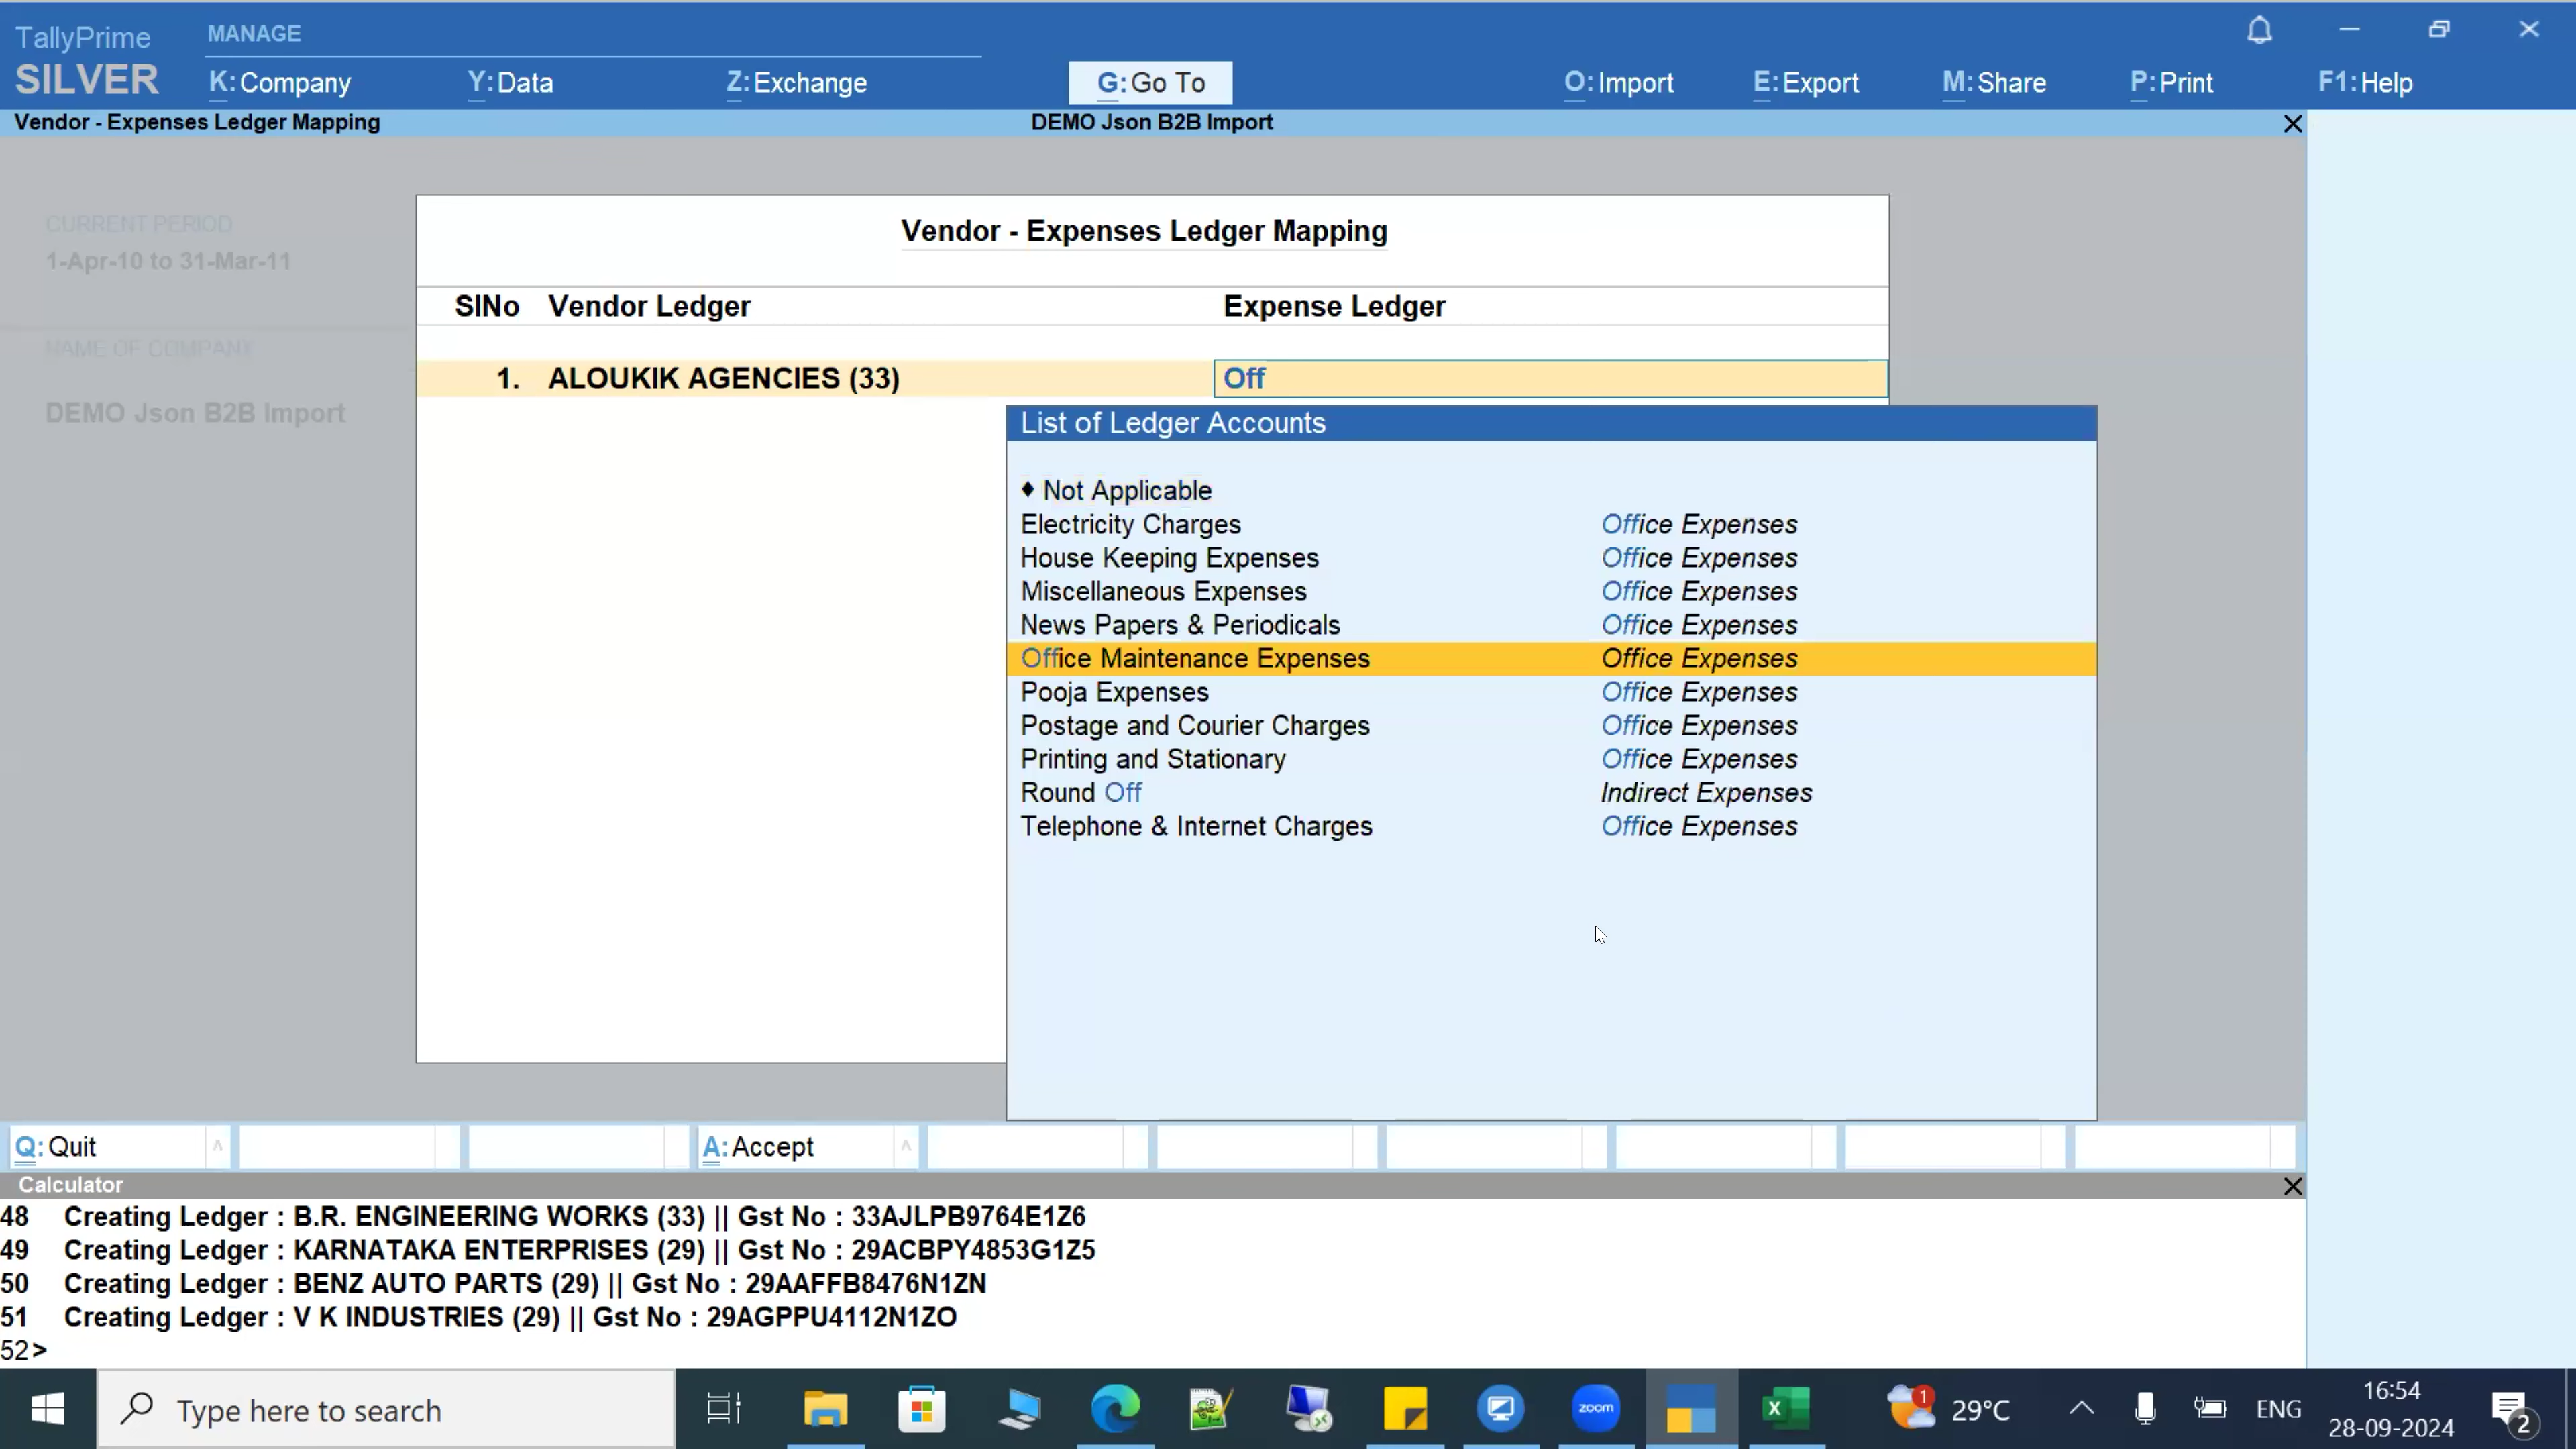 TallyPrime
SILVER
MANAGE
K: Company
Y: Data
Z: Exchange
G: Go To
O: Import
E: Export
M: Share
P: Print
F1: Help
Vendor - Expenses Ledger Mapping
DEMO Json B2B Import
CURRENT PERIOD
1-Apr-10 to 31-Mar-11
NAME OF COMPANY
DEMO Json B2B Import
Vendor - Expenses Ledger Mapping
SlNo Vendor Ledger Expense Ledger
1. ALOUKIK AGENCIES (33) Off
List of Ledger Accounts
♦ Not Applicable
Electricity Charges Office Expenses
House Keeping Expenses Office Expenses
Miscellaneous Expenses Office Expenses
News Papers & Periodicals Office Expenses
Office Maintenance Expenses Office Expenses
Pooja Expenses Office Expenses
Postage and Courier Charges Office Expenses
Printing and Stationary Office Expenses
Round Off Indirect Expenses
Telephone & Internet Charges Office Expenses
Q: Quit
A: Accept
Calculator
48 Creating Ledger : B.R. ENGINEERING WORKS (33) || Gst No : 33AJLPB9764E1Z6
49 Creating Ledger : KARNATAKA ENTERPRISES (29) || Gst No : 29ACBPY4853G1Z5
50 Creating Ledger : BENZ AUTO PARTS (29) || Gst No : 29AAFFB8476N1ZN
51 Creating Ledger : V K INDUSTRIES (29) || Gst No : 29AGPPU4112N1ZO
52>
Type here to search
zoom
1
29°C
ENG
16:54
28-09-2024
2